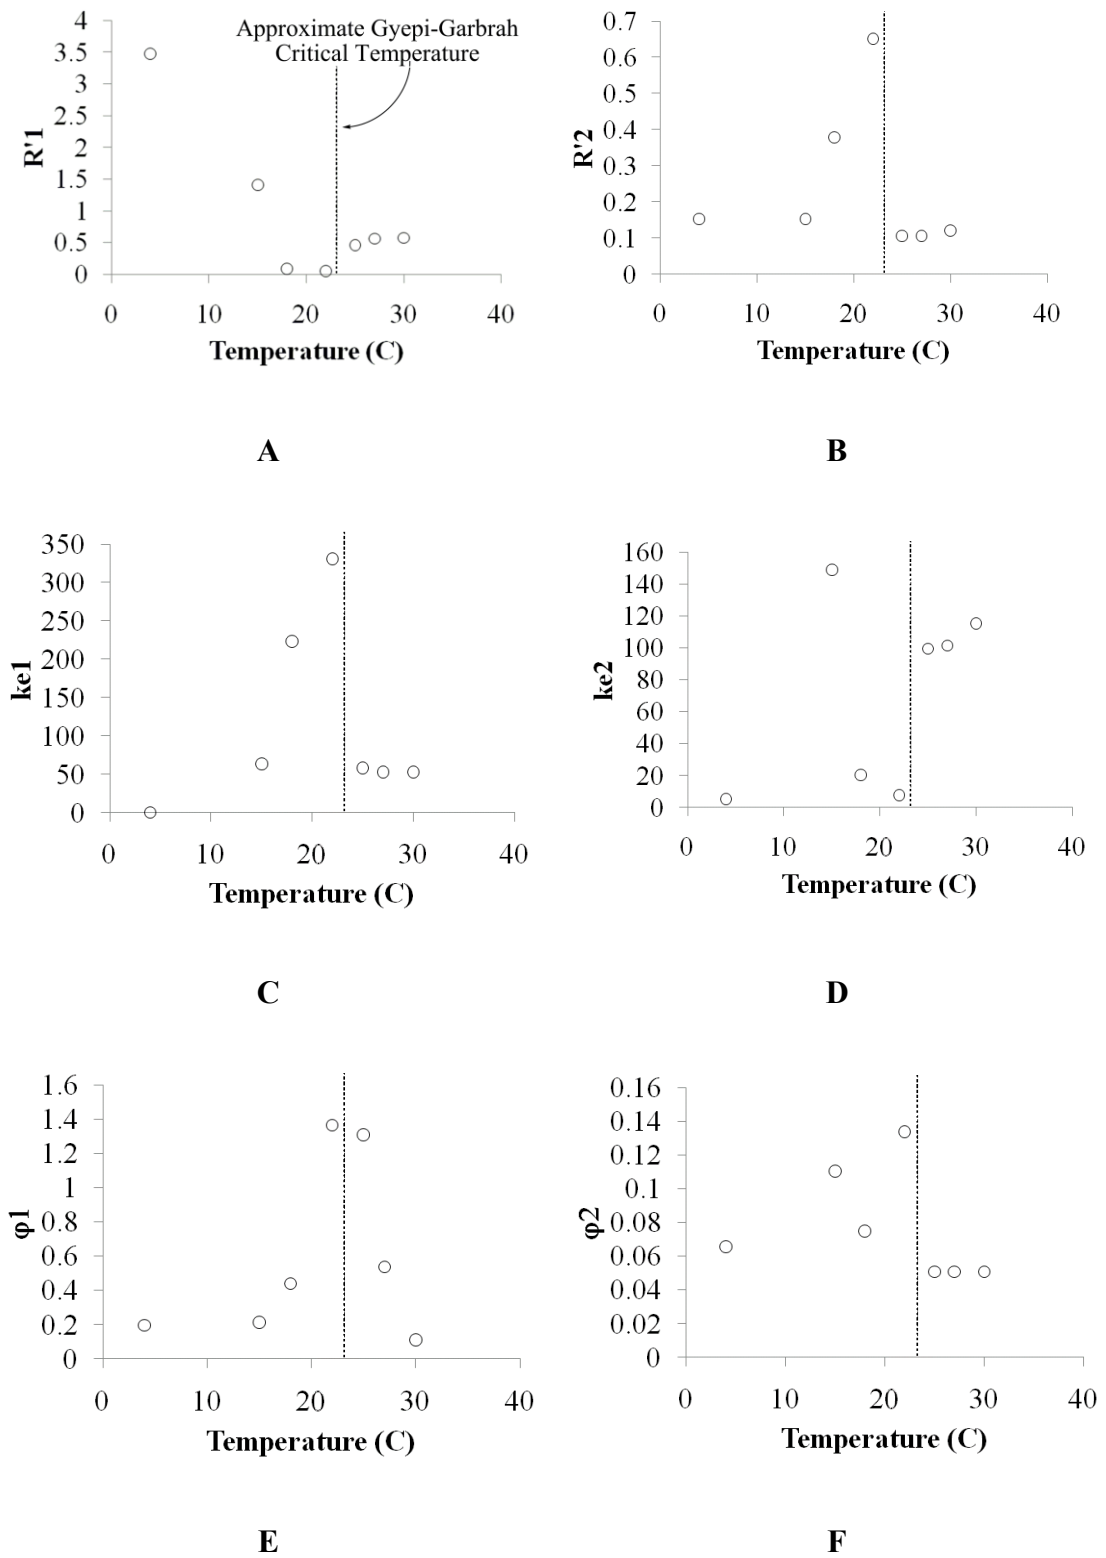 4
3.5
3
2.5
2
1.5
1
0.5
0
R'1
Approximate Gyepi-Garbrah
Critical Temperature
0 10 20 30 40
Temperature (C)
A
0.7
0.6
0.5
0.4
0.3
0.2
0.1
0
R'2
0 10 20 30 40
Temperature (C)
B
350
300
250
200
150
100
50
0
ke1
0 10 20 30 40
Temperature (C)
C
160
140
120
100
80
60
40
20
0
ke2
0 10 20 30 40
Temperature (C)
D
1.6
1.4
1.2
1
0.8
0.6
0.4
0.2
0
φ1
0 10 20 30 40
Temperature (C)
E
0.16
0.14
0.12
0.1
0.08
0.06
0.04
0.02
0
φ2
0 10 20 30 40
Temperature (C)
F